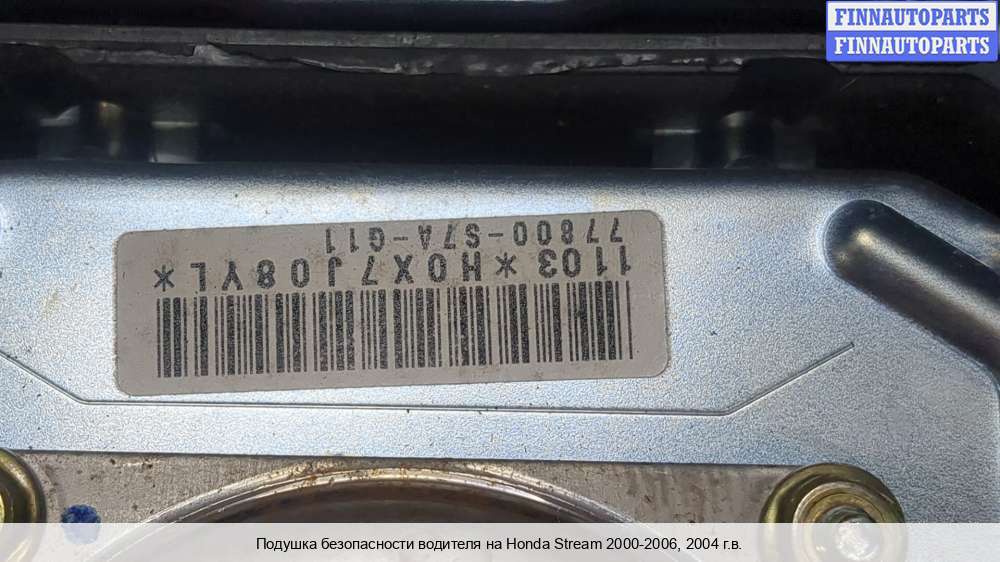 FINNAUTOPARTS
FINNAUTOPARTS
1103*H0X7J08YL*
77800-S7A-G11
Подушка безопасности водителя на Honda Stream 2000-2006, 2004 г.в.